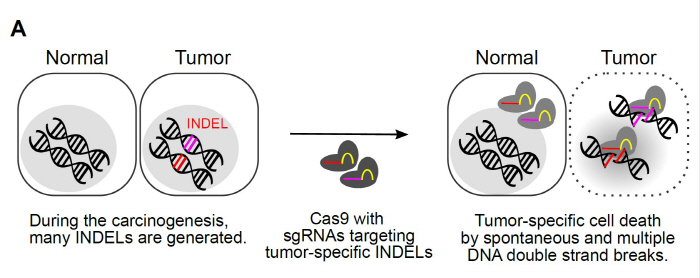 A
Normal
Tumor
INDEL
During the carcinogenesis,
many INDELs are generated.
Cas9 with
sgRNAs targeting
tumor-specific INDELs
Normal
Tumor
Tumor-specific cell death
by spontaneous and multiple
DNA double strand breaks.